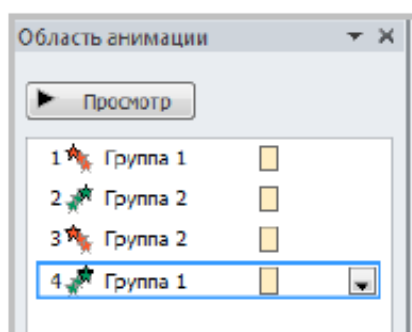 Область анимации
Просмотр
1 Группа 1
2 Группа 2
3 Группа 2
4 Группа 1